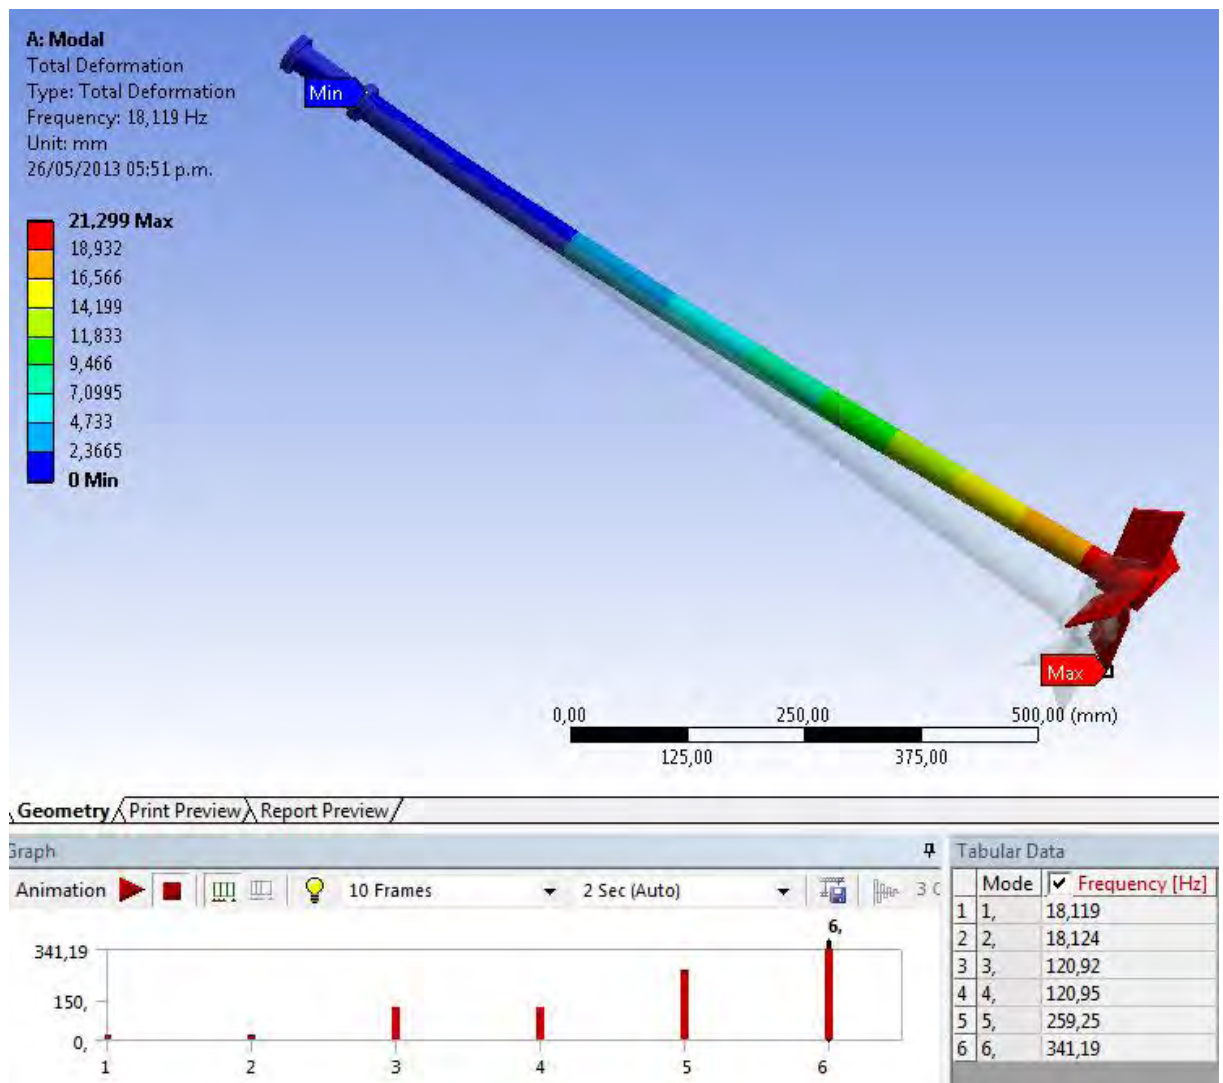 A: Modal
Total Deformation
Type: Total Deformation
Frequency: 18,119 Hz
Unit: mm
26/05/2013 05:51 p.m.
21,299 Max
18,932
16,566
14,199
11,833
9,466
7,0995
4,733
2,3665
0 Min
Min
Max
0,00 250,00 500,00 (mm)
125,00 375,00
Geometry Print Preview Report Preview
Graph
Animation 10 Frames 2 Sec (Auto) 3
341,19
150,
0,
6,
1 2 3 4 5 6
Tabular Data
Mode Frequency [Hz]
1 1, 18,119
2 2, 18,124
3 3, 120,92
4 4, 120,95
5 5, 259,25
6 6, 341,19